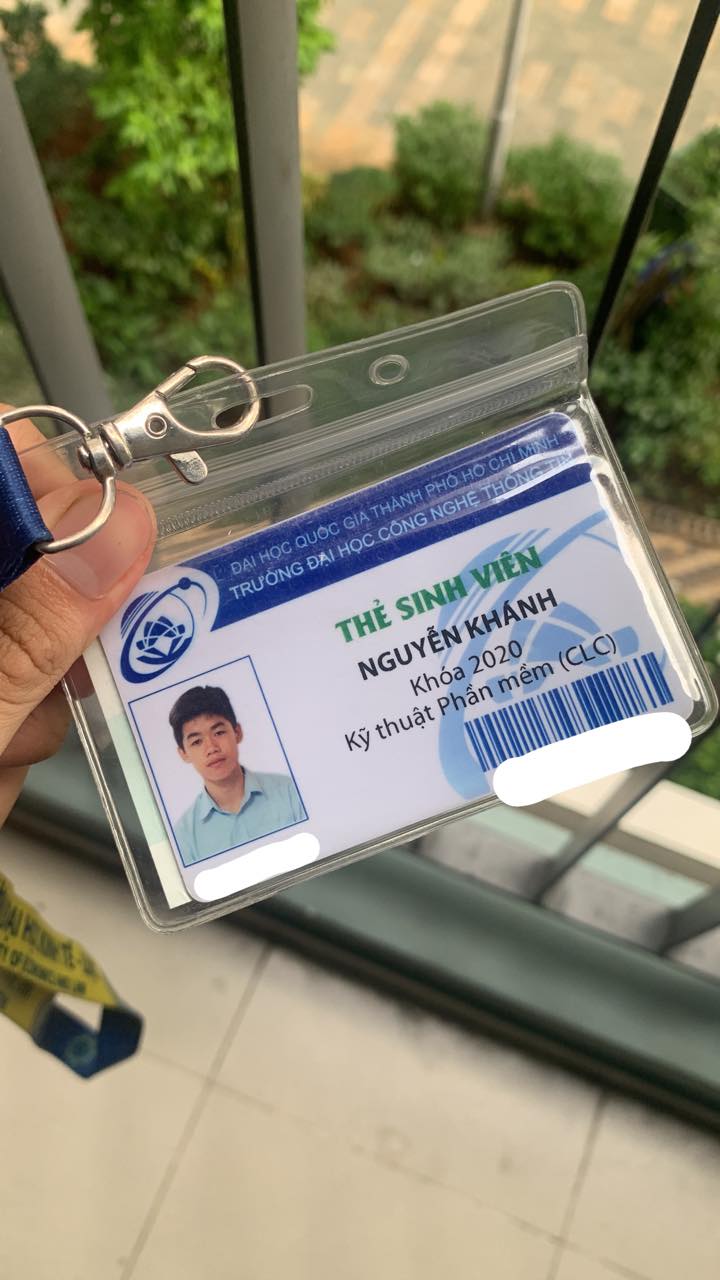 ĐẠI HỌC QUỐC GIA THÀNH PHỐ HỒ CHÍ MINH
TRƯỜNG ĐẠI HỌC CÔNG NGHỆ THÔNG TIN
THẺ SINH VIÊN
NGUYỄN KHÁNH
Khóa 2020
Kỹ thuật Phần mềm (CLC)